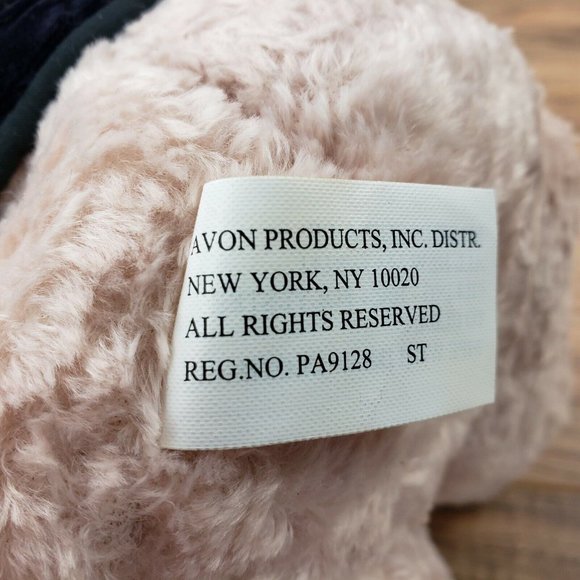 AVON PRODUCTS, INC. DISTR.
NEW YORK, NY 10020
ALL RIGHTS RESERVED
REG.NO. PA9128 ST